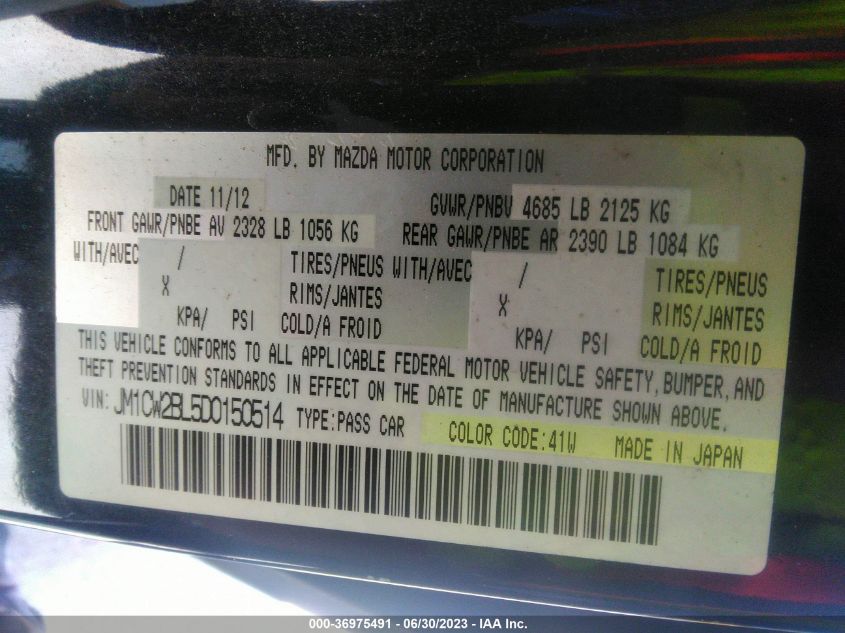 MFD. BY MAZDA MOTOR CORPORATION
DATE 11/12
GVWR/PNBV 4685 LB 2125 KG
FRONT GAWR/PNBE AV 2328 LB 1056 KG
REAR GAWR/PNBE AR 2390 LB 1084 KG
WITH/AVEC / TIRES/PNEUS WITH/AVEC / TIRES/PNEUS
X RIMS/JANTES X RIMS/JANTES
KPA/ PSI COLD/A FROID KPA/ PSI COLD/A FROID
THIS VEHICLE CONFORMS TO ALL APPLICABLE FEDERAL MOTOR VEHICLE SAFETY, BUMPER, AND
THEFT PREVENTION STANDARDS IN EFFECT ON THE DATE OF MANUFACTURE SHOWN ABOVE.
VIN: JM1CW2BL5D0150514 TYPE:PASS CAR COLOR CODE:41W MADE IN JAPAN
000-36975491 - 06/30/2023 - IAA Inc.